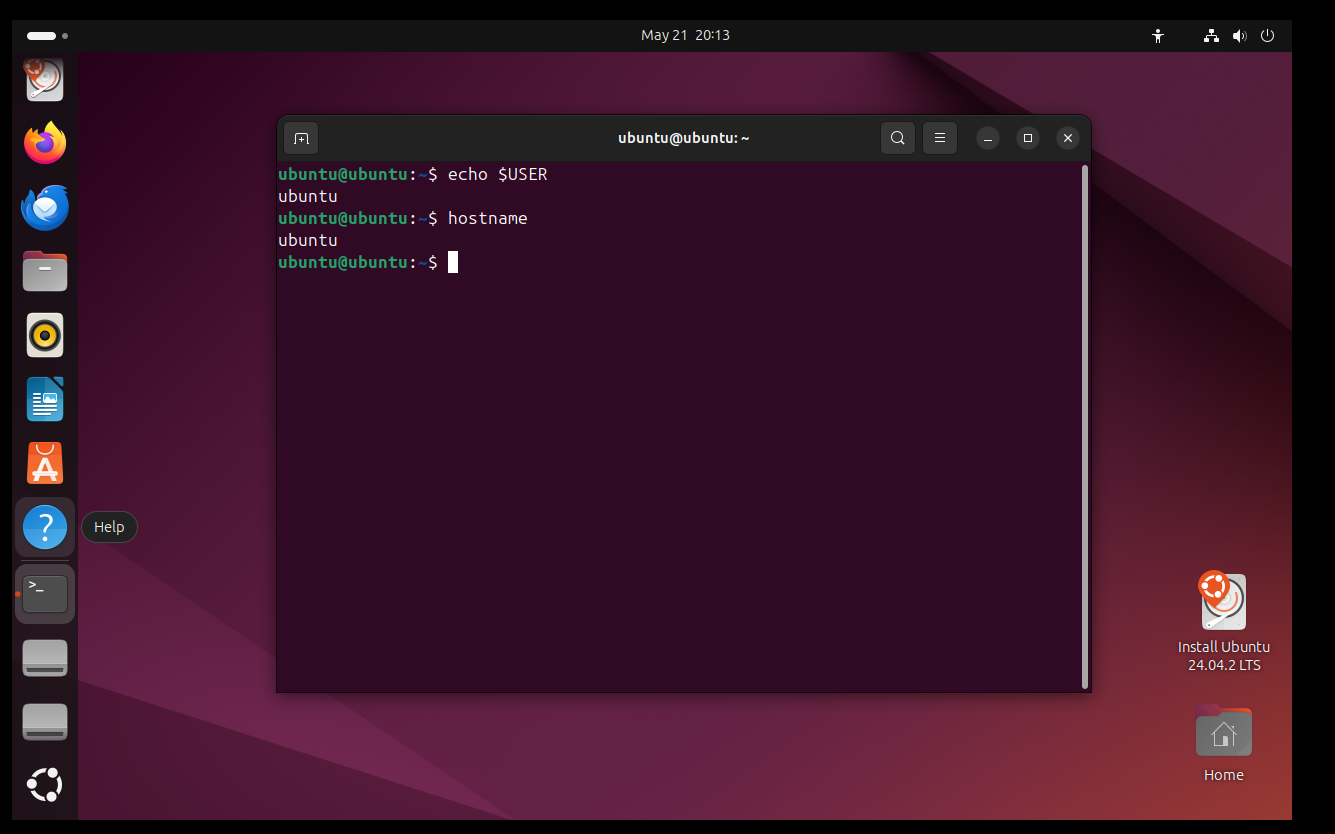 May 21 20:13
ubuntu@ubuntu: ~
ubuntu@ubuntu:~$ echo $USER
ubuntu
ubuntu@ubuntu:~$ hostname
ubuntu
ubuntu@ubuntu:~$
Help
>_
Install Ubuntu
24.04.2 LTS
Home